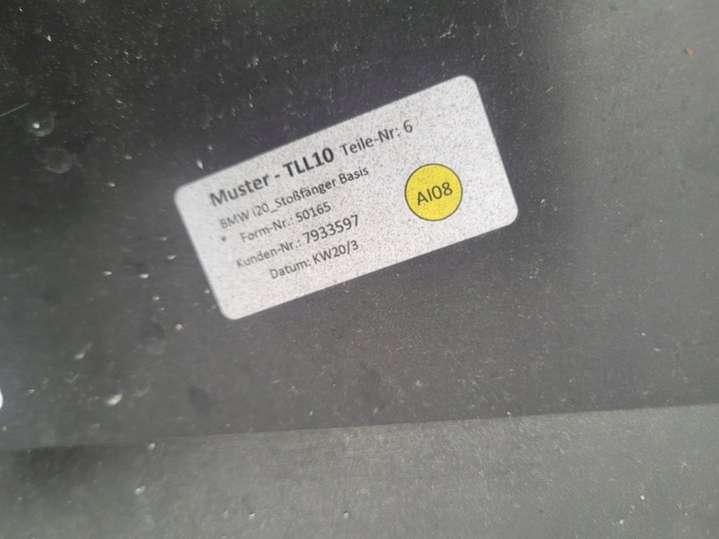 Muster - TLL10 Teile-Nr: 6
BMW i20_Stoßfänger Basis
* Form-Nr.: 50165
Kunden-Nr.: 7933597
Datum: KW20/3
AI08